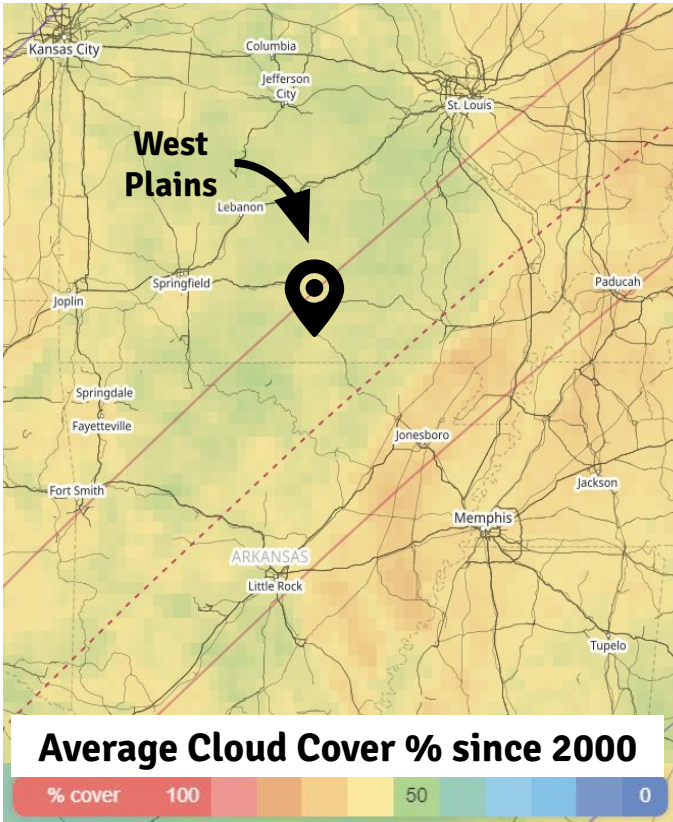 Kansas City
Columbia
Jefferson
City
St. Louis
West
Plains
Lebanon
Springfield
Paducah
Joplin
Springdale
Fayetteville
Jonesboro
Fort Smith
Jackson
Memphis
ARKANSAS
Little Rock
Tupelo
Average Cloud Cover % since 2000
% cover 100 50 0